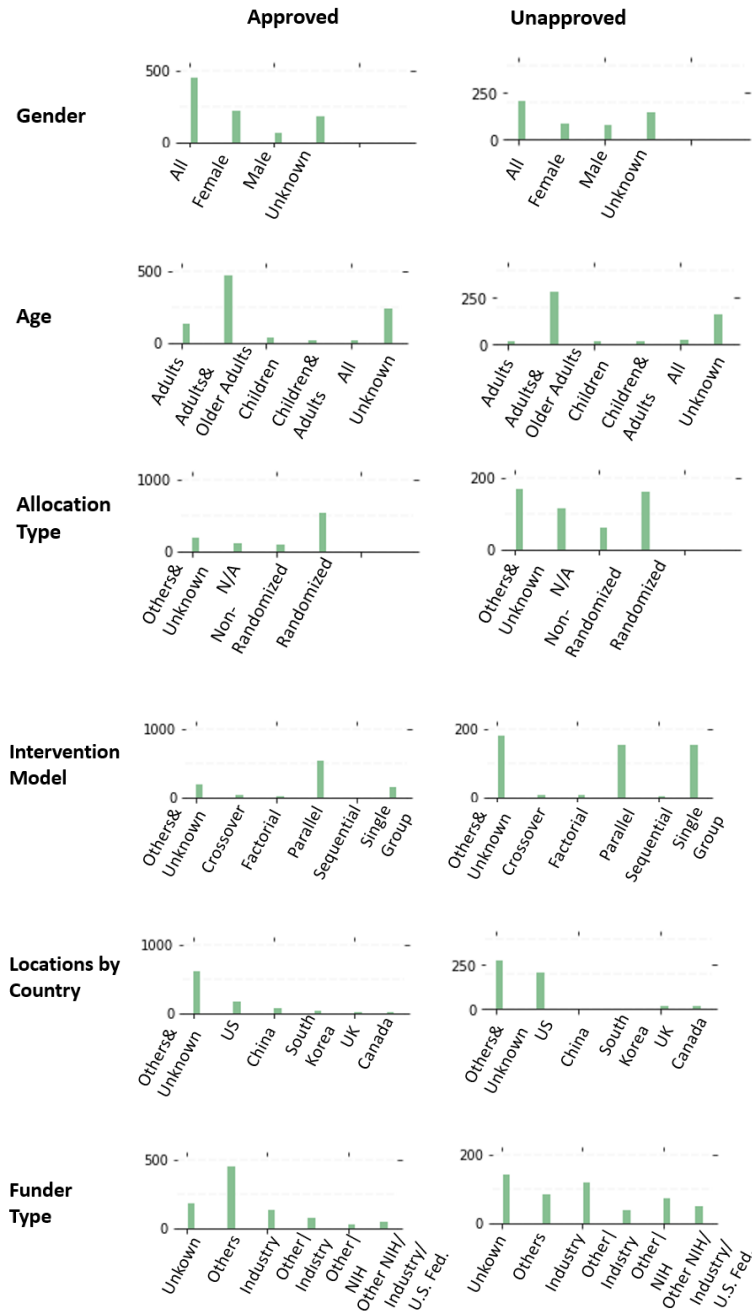 Approved
Unapproved
Gender
500
0
All
Female
Male
Unknown
250
0
All
Female
Male
Unknown
Age
500
0
Adults
Adults&
Older Adults
Children
Children&
Adults
All
Unknown
250
0
Adults
Adults&
Older Adults
Children
Children&
Adults
All
Unknown
Allocation
Type
1000
0
Others&
Unknown
N/A
Non-
Randomized
Randomized
200
0
Others&
Unknown
N/A
Non-
Randomized
Randomized
Intervention
Model
1000
0
Others&
Unknown
Crossover
Factorial
Parallel
Sequential
Single
Group
200
0
Others&
Unknown
Crossover
Factorial
Parallel
Sequential
Single
Group
Locations by
Country
1000
0
Others&
Unknown
US
China
South
Korea
UK
Canada
250
0
Others&
Unknown
US
China
South
Korea
UK
Canada
Funder
Type
500
0
Unkown
Others
Industry
Other|
Indistry
Other|
NIH
Other NIH/
Industry/
U.S. Fed.
200
0
Unkown
Others
Industry
Other|
Indistry
Other|
NIH
Other NIH/
Industry/
U.S. Fed.